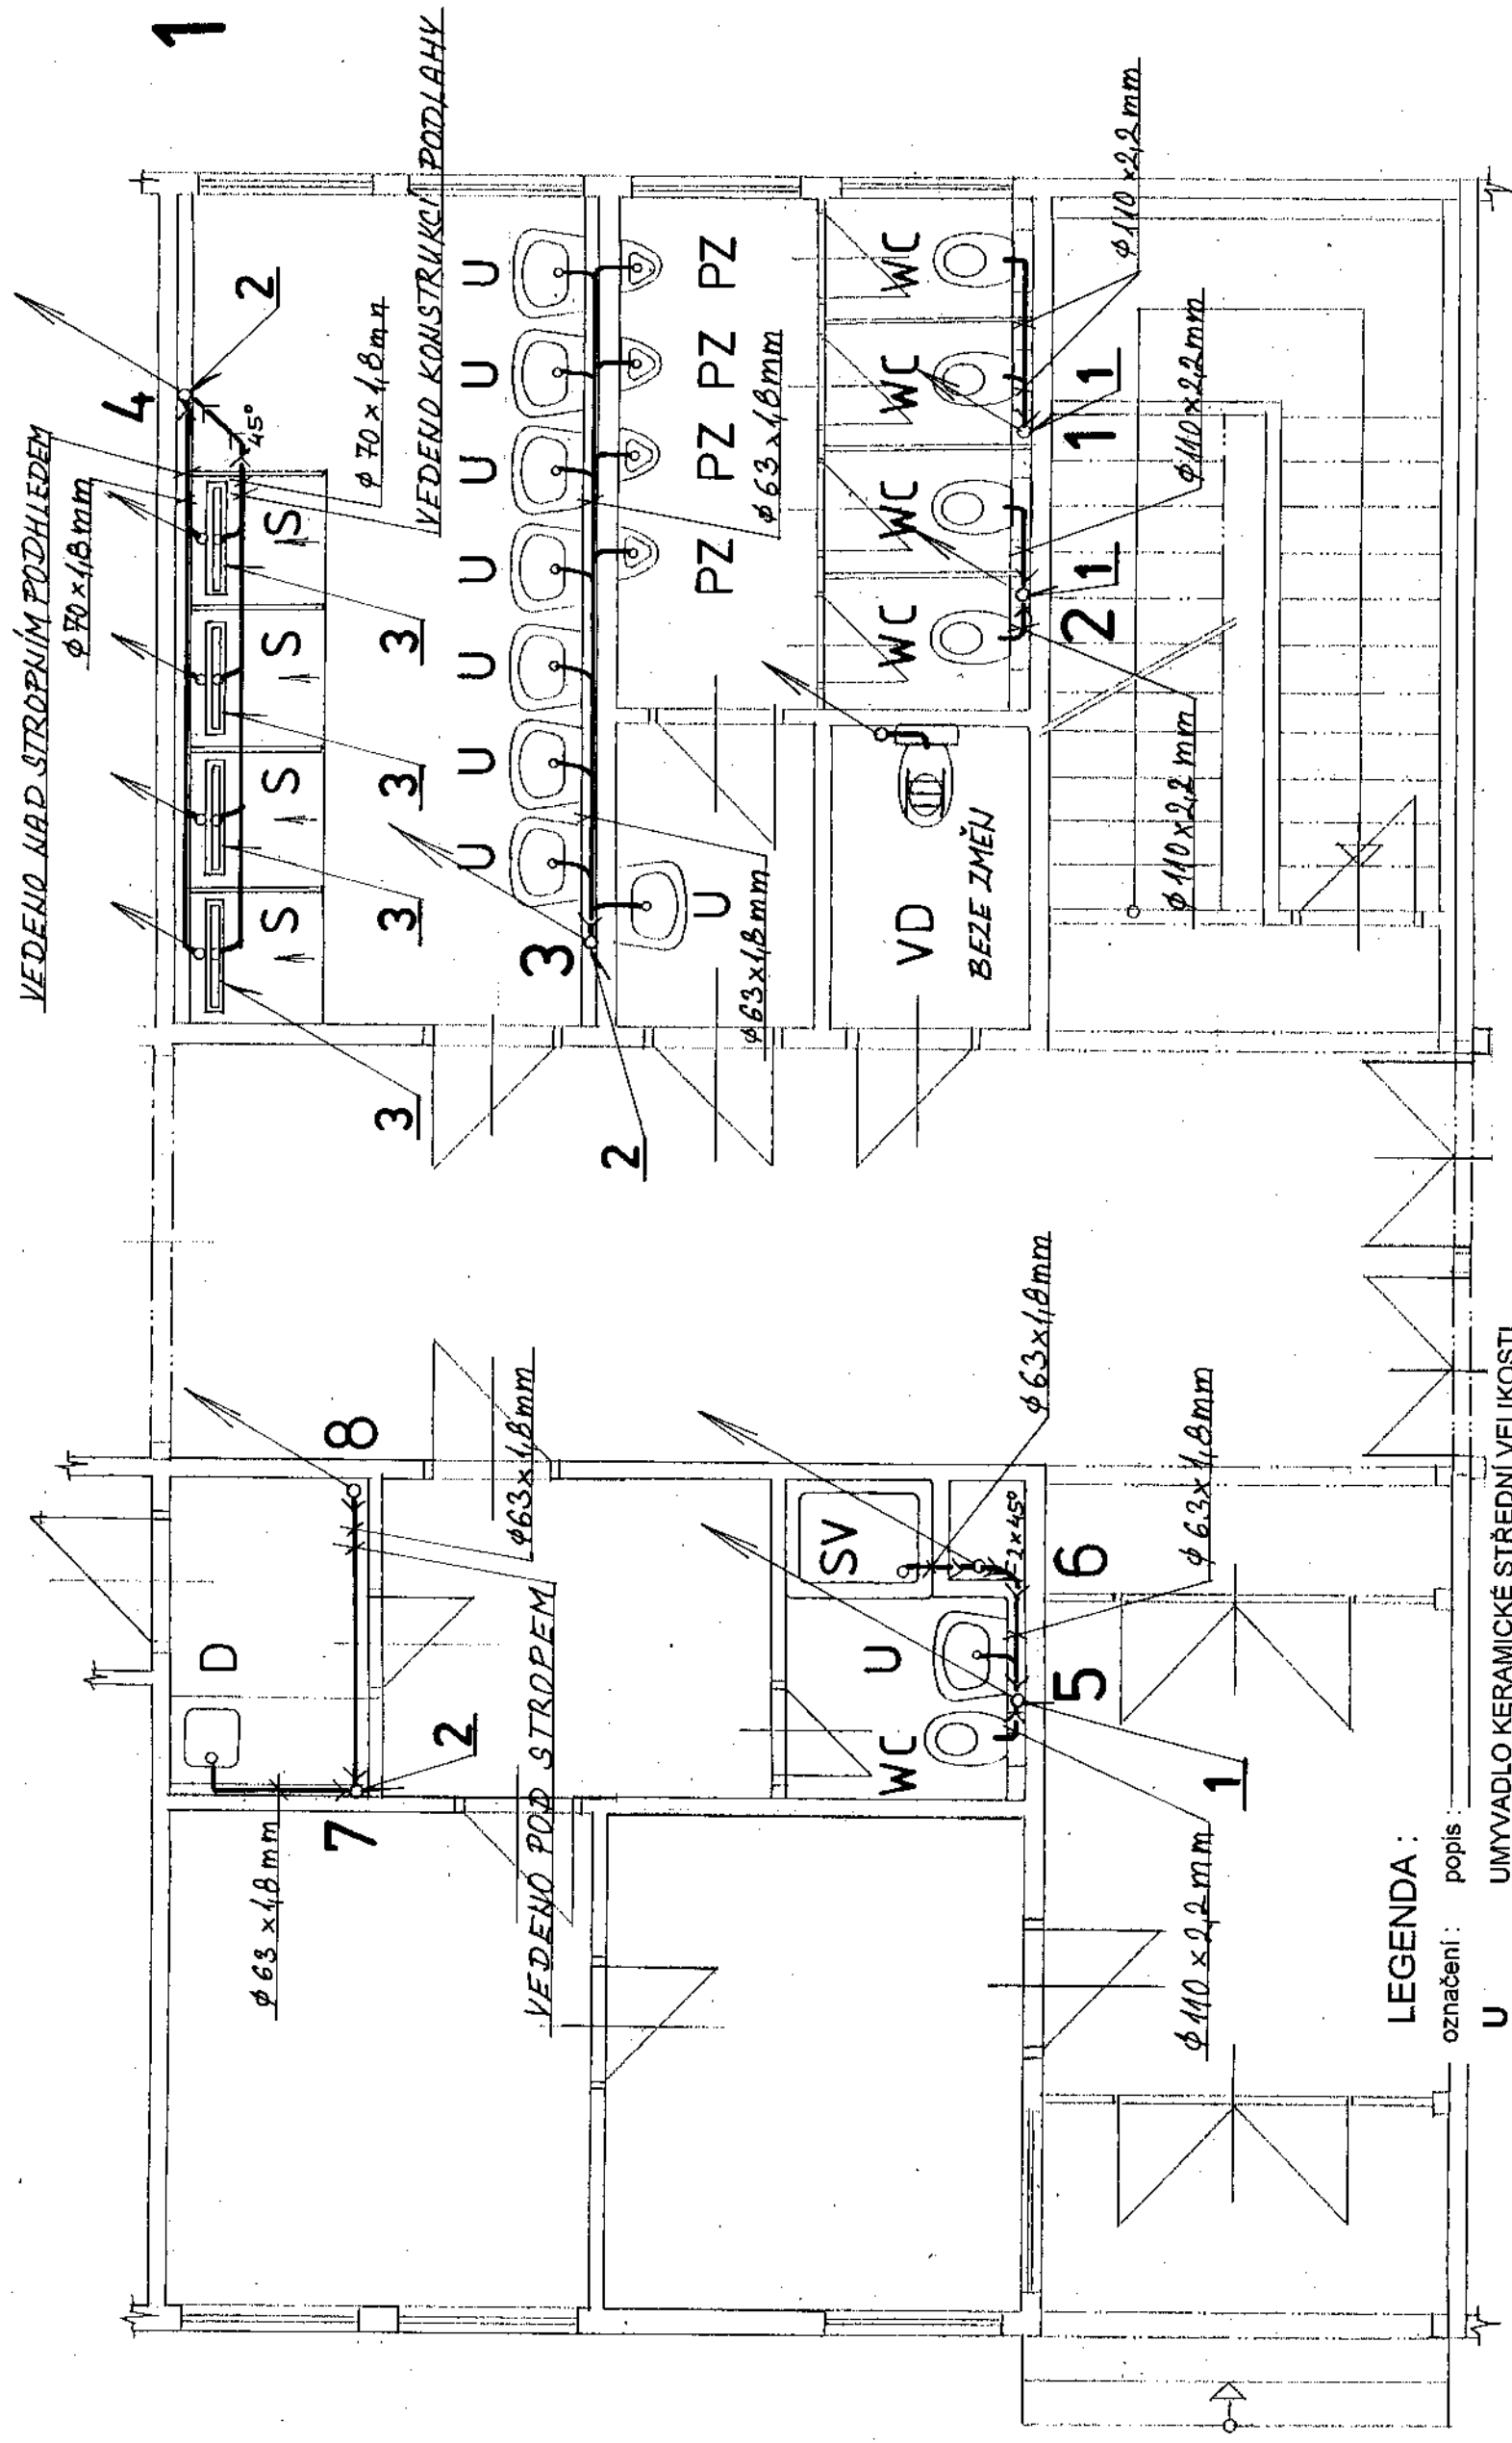 1
VEDENO NAD STROPNÍM PODHLEDEM
φ 70 × 1,8 mm
4
2
45°
φ 70 × 1,8 mm
VEDENO V KONSTRUKCI PODLAHY
S S S S
3 3 3 3
U U U U U U U
3
2
U
PZ PZ PZ PZ
φ 63 × 1,8 mm
φ 63 × 1,8 mm
WC WC WC WC
φ 110 × 2,2 mm
1
1
φ 110 × 2,2 mm
2
1
φ 110 × 2,2 mm
VD
BEZE ZMĚN
D
8
φ 63 × 1,8 mm
VEDENO POD STROPEM
7
2
φ 63 × 1,8 mm
SV
2×45°
φ 63 × 1,8 mm
6
φ 63 × 1,8 mm
U
WC
5
1
φ 110 × 2,2 mm
LEGENDA :
označení : popis :
U UMYVADLO KERAMICKÉ STŘEDNÍ VELIKOSTI